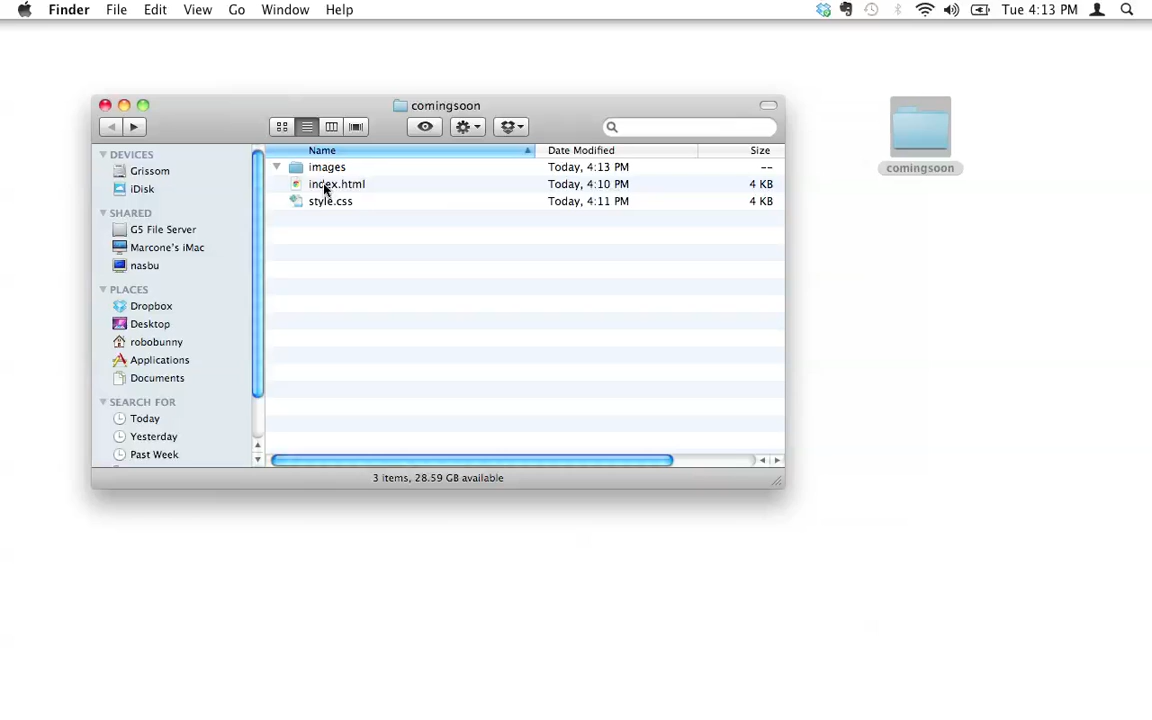 Finder File Edit View Go Window Help Tue 4:13 PM
comingsoon
Name Date Modified Size
DEVICES
Grissom
iDisk
SHARED
G5 File Server
Marcone's iMac
nasbu
PLACES
Dropbox
Desktop
robobunny
Applications
Documents
SEARCH FOR
Today
Yesterday
Past Week
images Today, 4:13 PM --
index.html Today, 4:10 PM 4 KB
style.css Today, 4:11 PM 4 KB
3 items, 28.59 GB available
comingsoon